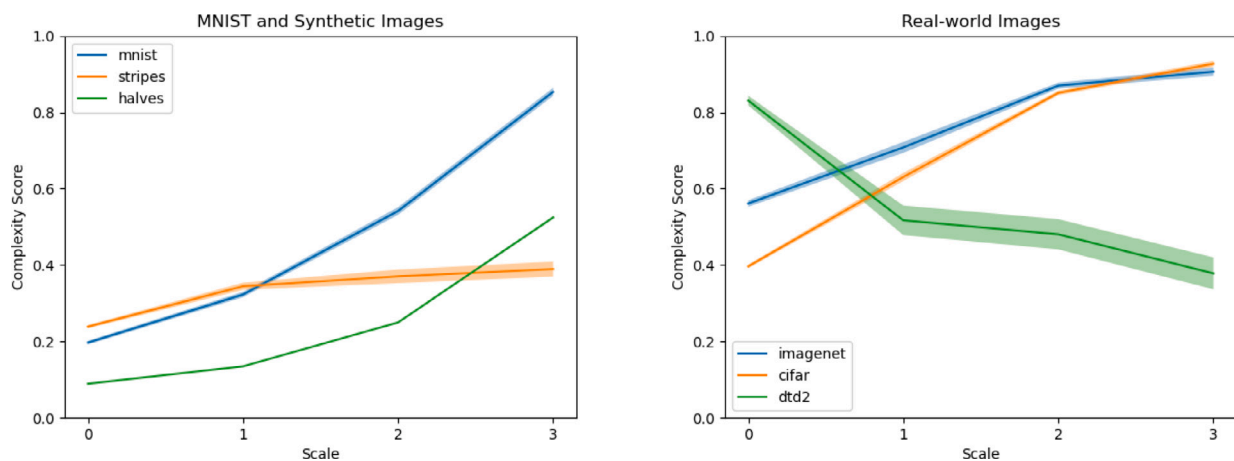 MNIST and Synthetic Images
1.0
0.8
0.6
0.4
0.2
0.0
Complexity Score
mnist
stripes
halves
0 1 2 3
Scale
Real-world Images
1.0
0.8
0.6
0.4
0.2
0.0
Complexity Score
imagenet
cifar
dtd2
0 1 2 3
Scale